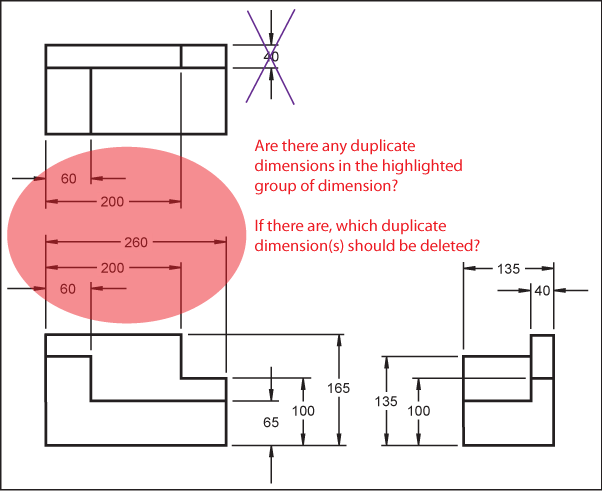 40
Are there any duplicate
dimensions in the highlighted
group of dimension?
60
200
If there are, which duplicate
dimension(s) should be deleted?
260
200
60
135
40
165
135
100
100
65